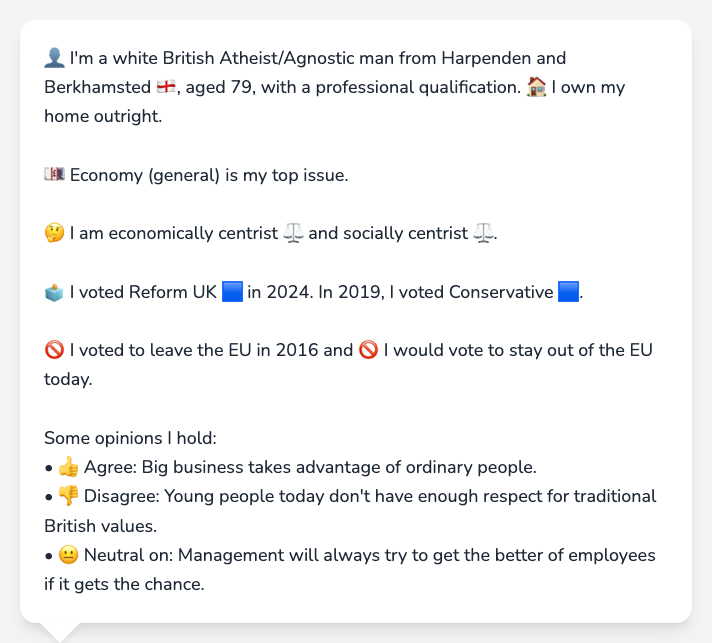 👤 I'm a white British Atheist/Agnostic man from Harpenden and
Berkhamsted 🏴󠁧󠁢󠁥󠁮󠁧󠁿, aged 79, with a professional qualification. 🏠 I own my
home outright.
💷 Economy (general) is my top issue.
🤔 I am economically centrist ⚖️ and socially centrist ⚖️.
🗳️ I voted Reform UK 🟦 in 2024. In 2019, I voted Conservative 🟦.
🚫 I voted to leave the EU in 2016 and 🚫 I would vote to stay out of the EU
today.
Some opinions I hold:
• 👍 Agree: Big business takes advantage of ordinary people.
• 👎 Disagree: Young people today don't have enough respect for traditional
British values.
• 😐 Neutral on: Management will always try to get the better of employees
if it gets the chance.